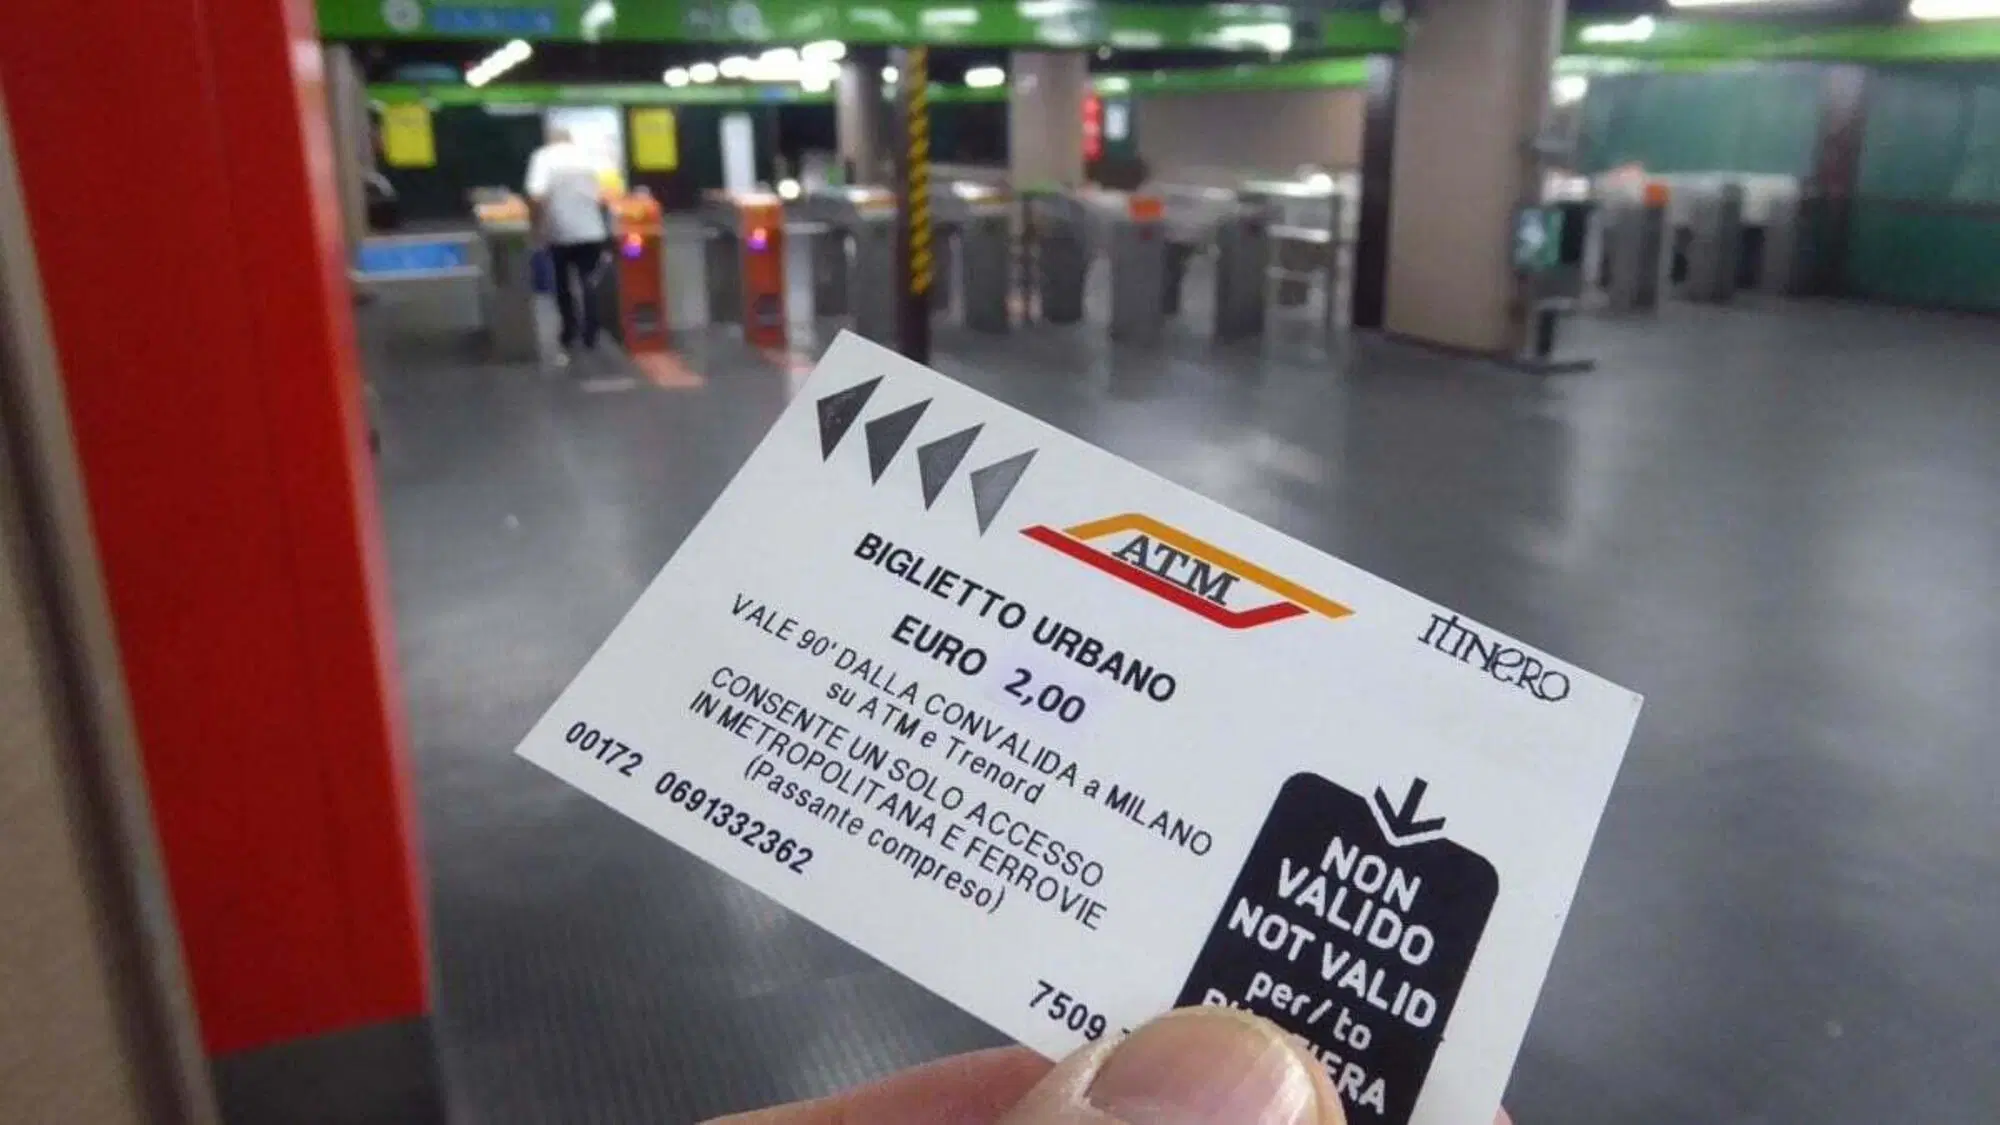 ATM
ITINERO
BIGLIETTO URBANO
EURO 2,00
VALE 90' DALLA CONVALIDA a MILANO
su ATM e Trenord
CONSENTE UN SOLO ACCESSO
IN METROPOLITANA E FERROVIE
(Passante compreso)
00172 0691332362
7509
NON
VALIDO
NOT VALID
per/to